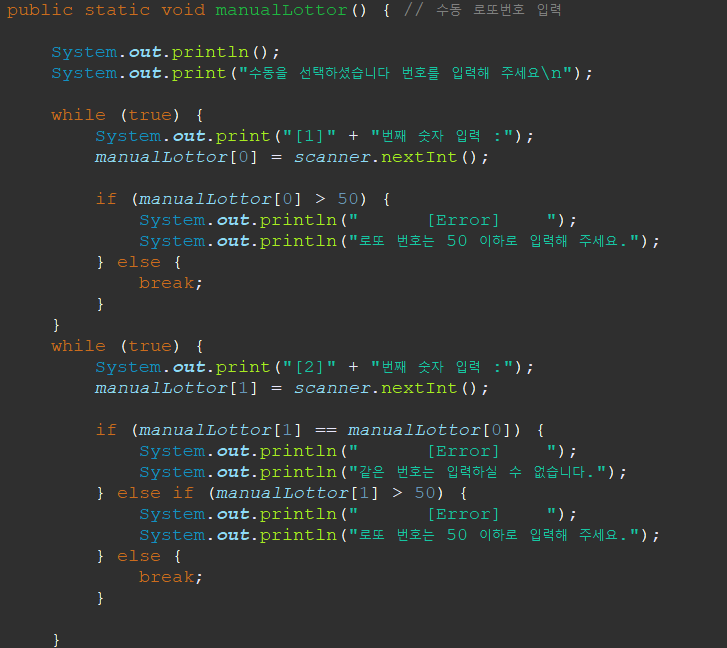 public static void manualLottor() { // 수동 로또번호 입력
System.out.println();
System.out.print("수동을 선택하셨습니다 번호를 입력해 주세요\n");
while (true) {
System.out.print("[1]" + "번째 숫자 입력 :");
manualLottor[0] = scanner.nextInt();
if (manualLottor[0] > 50) {
System.out.println("      [Error]    ");
System.out.println("로또 번호는 50 이하로 입력해 주세요.");
} else {
break;
}
}
while (true) {
System.out.print("[2]" + "번째 숫자 입력 :");
manualLottor[1] = scanner.nextInt();
if (manualLottor[1] == manualLottor[0]) {
System.out.println("      [Error]    ");
System.out.println("같은 번호는 입력하실 수 없습니다.");
} else if (manualLottor[1] > 50) {
System.out.println("      [Error]    ");
System.out.println("로또 번호는 50 이하로 입력해 주세요.");
} else {
break;
}
}